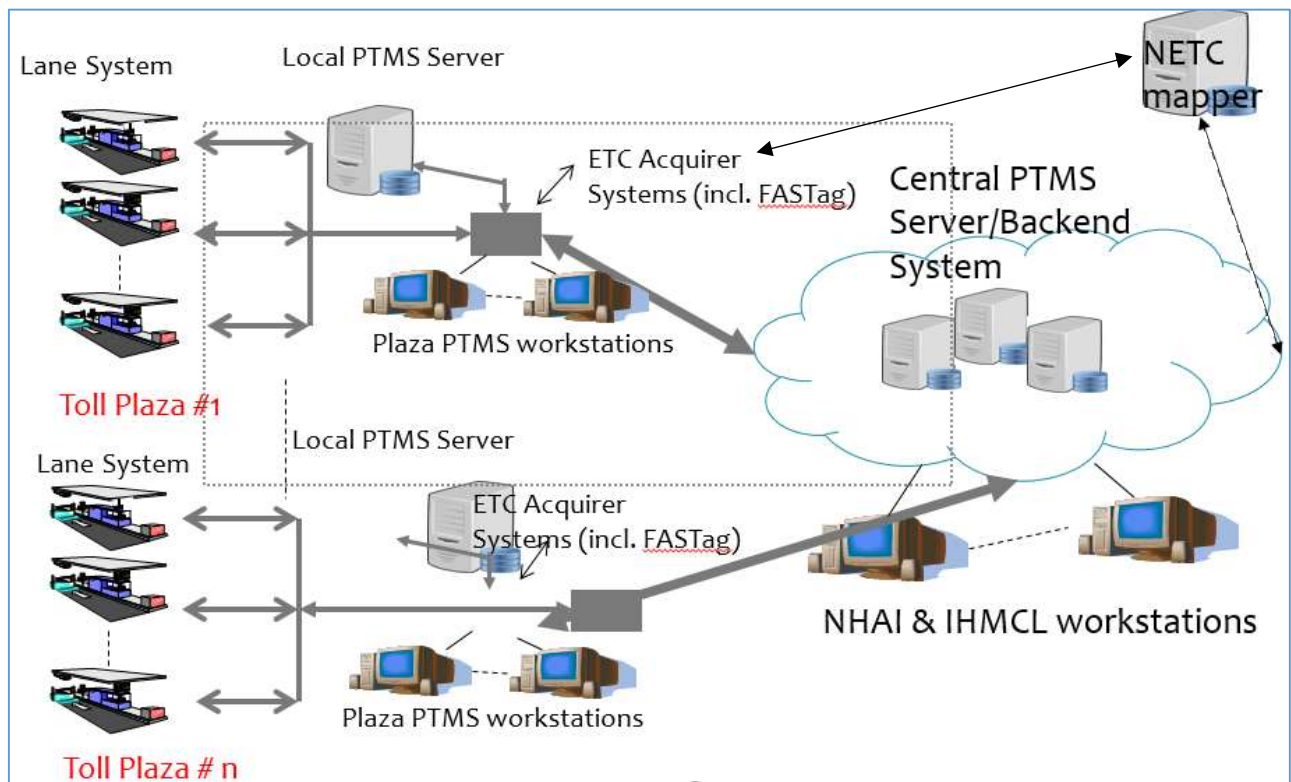 Lane System
Local PTMS Server
NETC
mapper
ETC Acquirer
Systems (incl. FASTag)
Central PTMS
Server/Backend
System
Plaza PTMS workstations
Toll Plaza #1
Local PTMS Server
Lane System
ETC Acquirer
Systems (incl. FASTag)
NHAI & IHMCL workstations
Plaza PTMS workstations
Toll Plaza # n